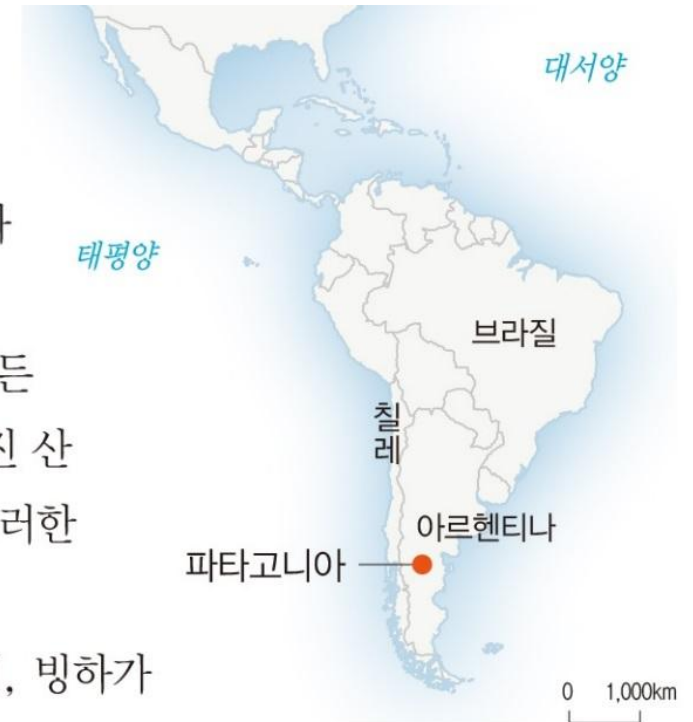 대서양
태평양
브라질
든
칠레
진 산
러한
아르헨티나
파타고니아
, 빙하가
0 1,000km